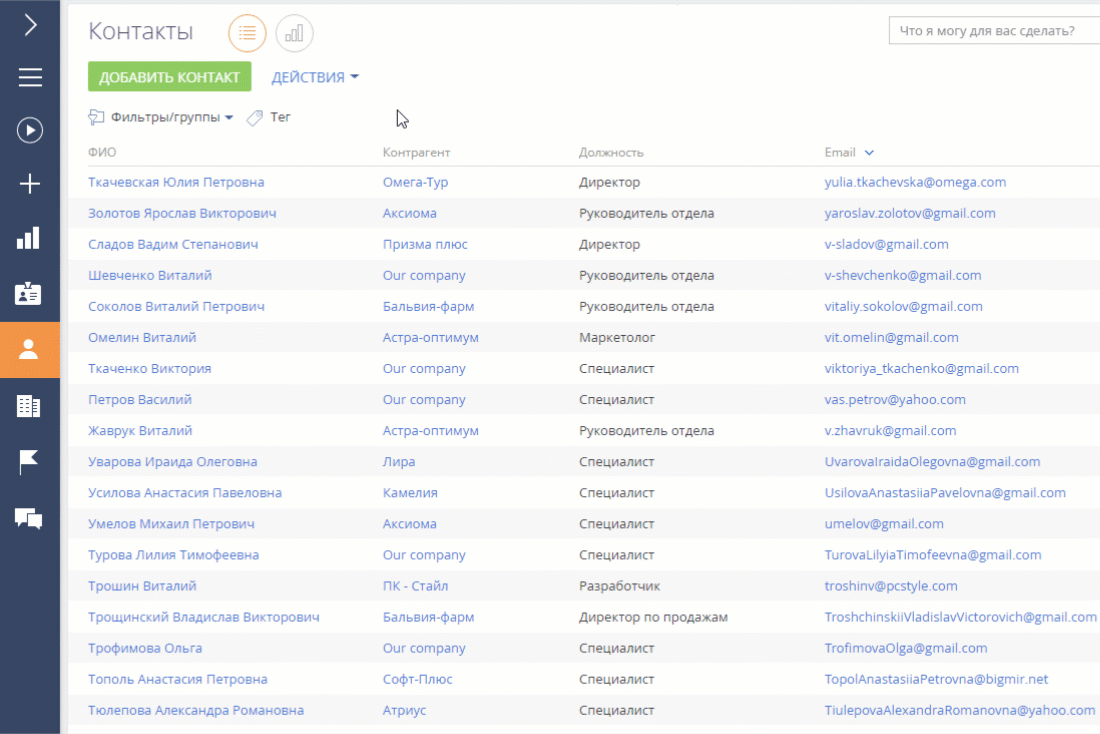 Контакты
Что я могу для вас сделать?
ДОБАВИТЬ КОНТАКТ ДЕЙСТВИЯ
Фильтры/группы Тег
ФИО Контрагент Должность Email
Ткачевская Юлия Петровна Омега-Тур Директор yulia.tkachevska@omega.com
Золотов Ярослав Викторович Аксиома Руководитель отдела yaroslav.zolotov@gmail.com
Сладов Вадим Степанович Призма плюс Директор v-sladov@gmail.com
Шевченко Виталий Our company Руководитель отдела v-shevchenko@gmail.com
Соколов Виталий Петрович Бальвия-фарм Руководитель отдела vitaliy.sokolov@gmail.com
Омелин Виталий Астра-оптимум Маркетолог vit.omelin@gmail.com
Ткаченко Виктория Our company Специалист viktoriya_tkachenko@gmail.com
Петров Василий Our company Специалист vas.petrov@yahoo.com
Жаврук Виталий Астра-оптимум Руководитель отдела v.zhavruk@gmail.com
Уварова Ираида Олеговна Лира Специалист UvarovaIraidaOlegovna@gmail.com
Усилова Анастасия Павеловна Камелия Специалист UsilovaAnastasiiaPavelovna@gmail.com
Умелов Михаил Петрович Аксиома Специалист umelov@gmail.com
Турова Лилия Тимофеевна Our company Специалист TurovaLilyiaTimofeevna@gmail.com
Трошин Виталий ПК - Стайл Разработчик troshinv@pcstyle.com
Трощинский Владислав Викторович Бальвия-фарм Директор по продажам TroshchinskiiVladislavVictorovich@gmail.com
Трофимова Ольга Our company Специалист TrofimovaOlga@gmail.com
Тополь Анастасия Петровна Софт-Плюс Специалист TopolAnastasiiaPetrovna@bigmir.net
Тюлепова Александра Романовна Атриус Специалист TiulepovaAlexandraRomanovna@yahoo.com